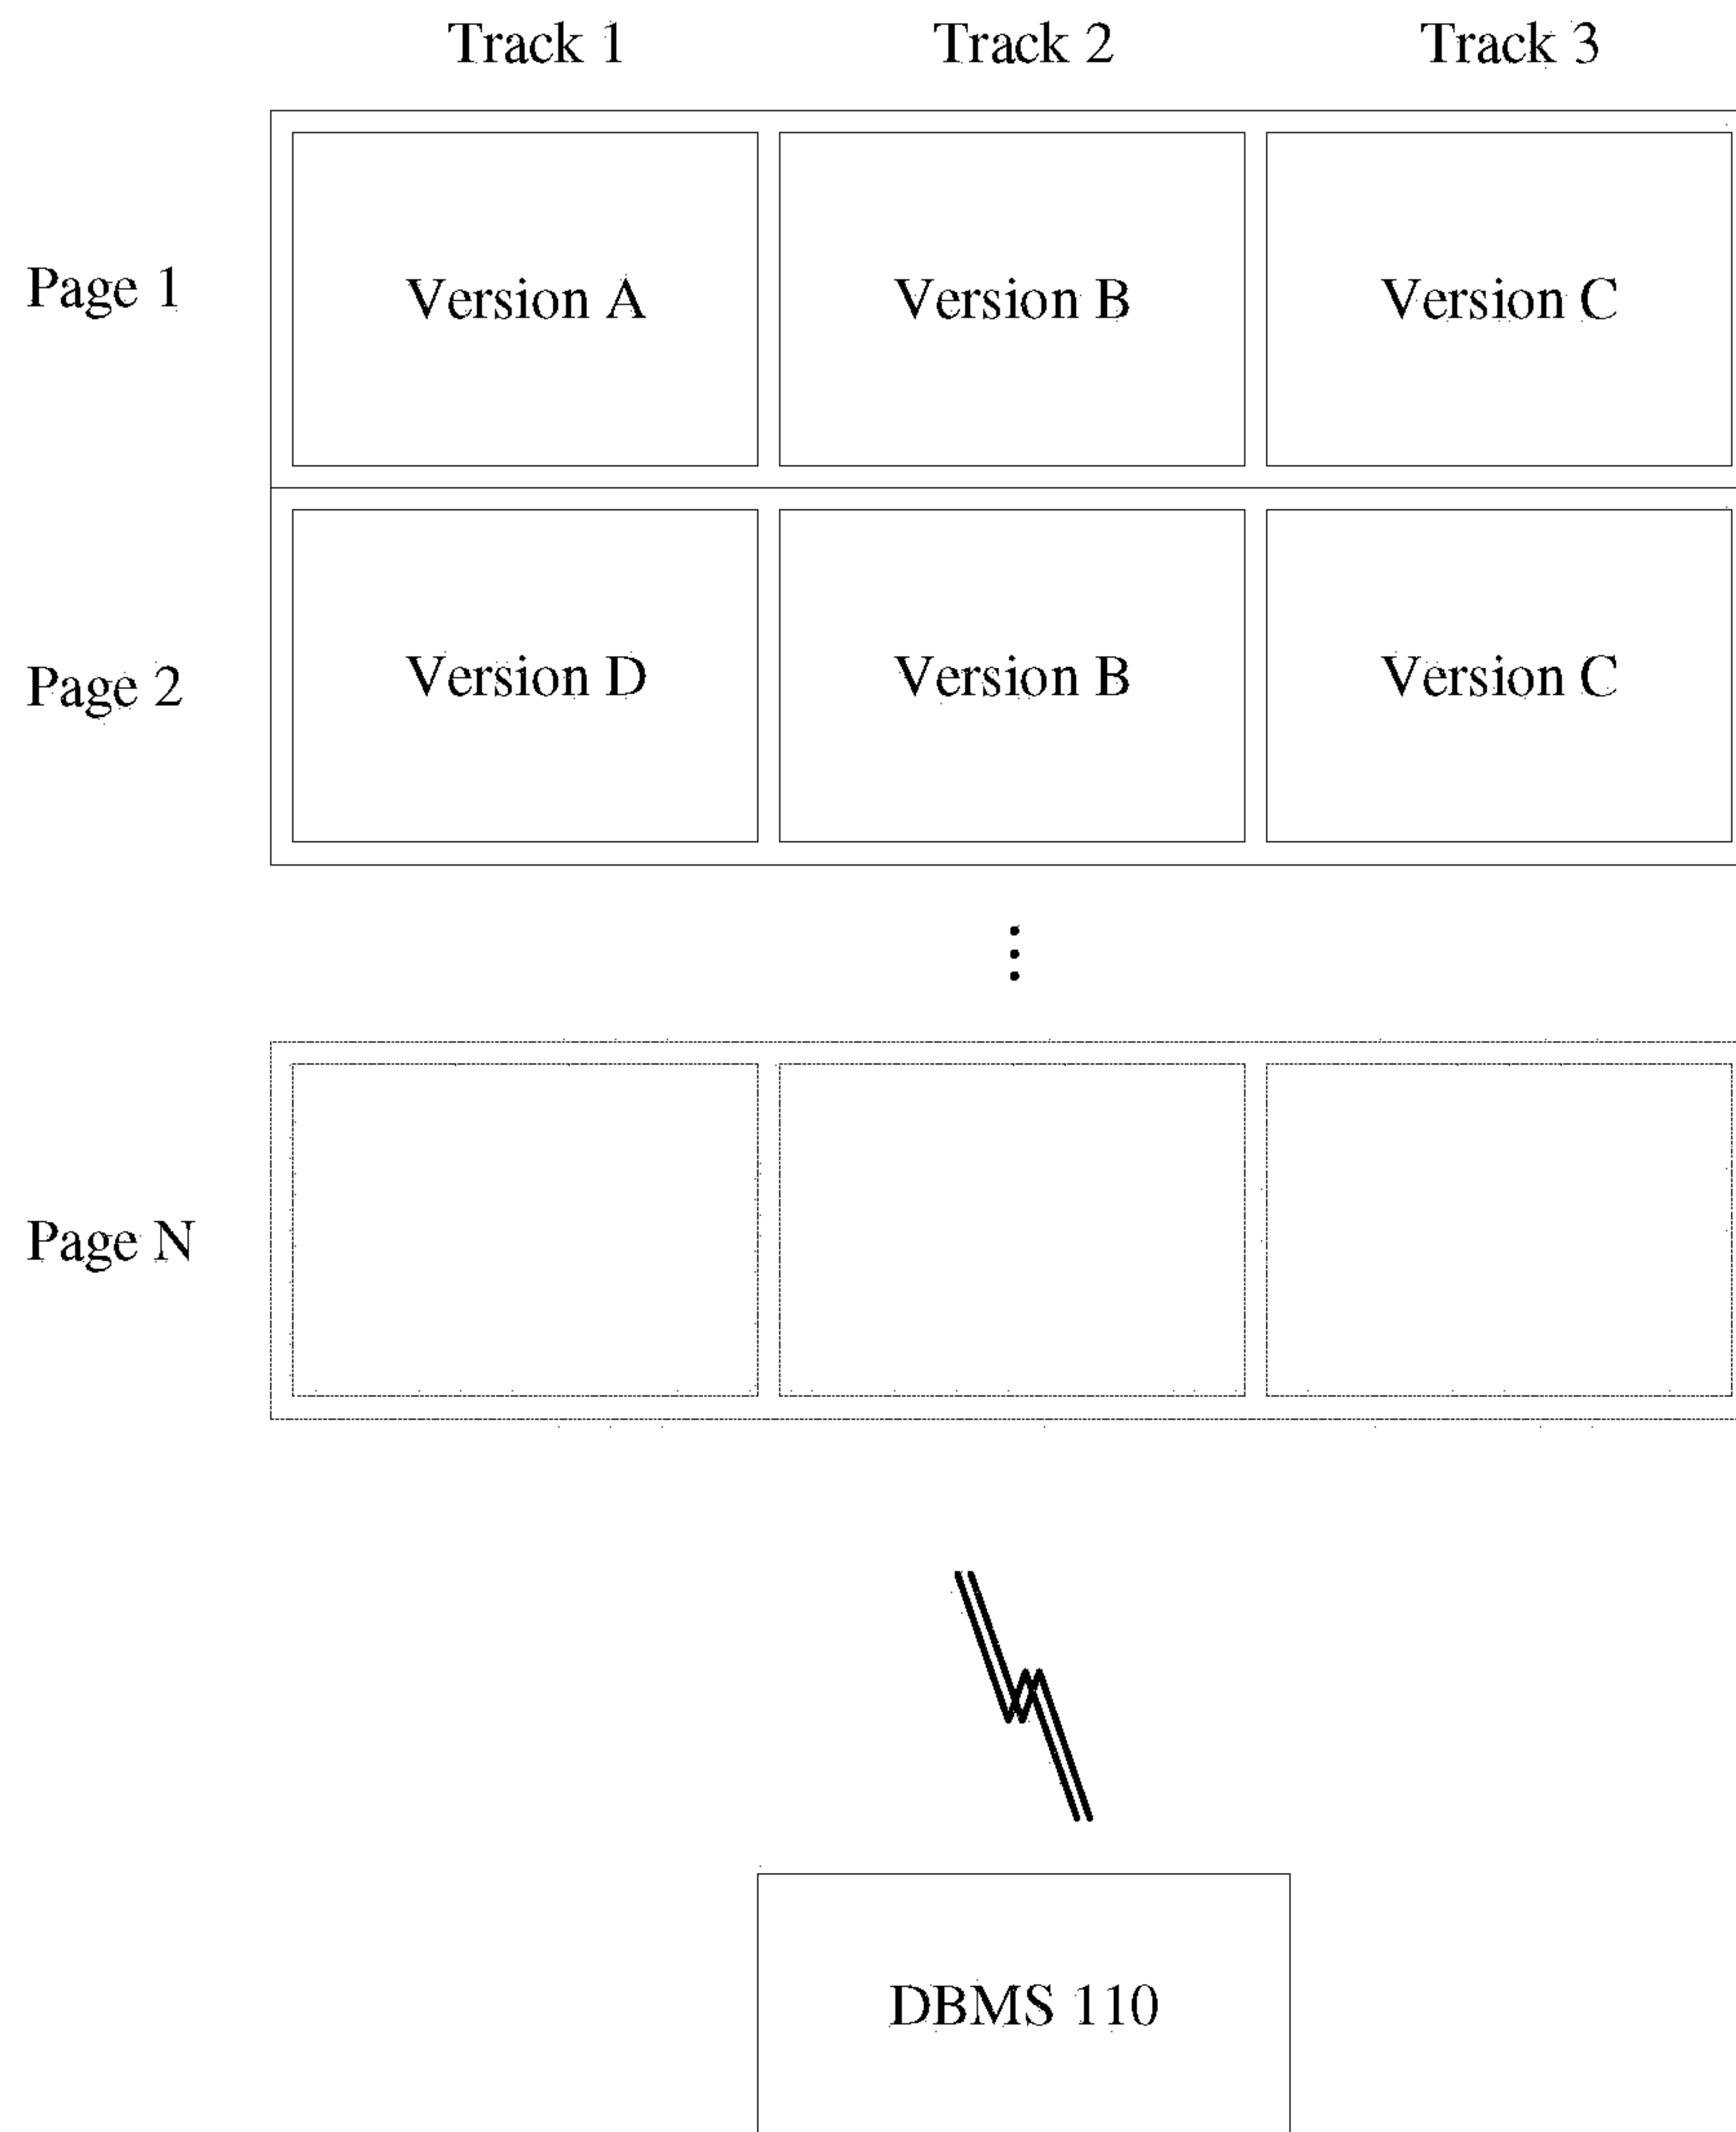 Track 1 Track 2 Track 3
Page 1 Version A Version B Version C
Page 2 Version D Version B Version C
Page N
DBMS 110